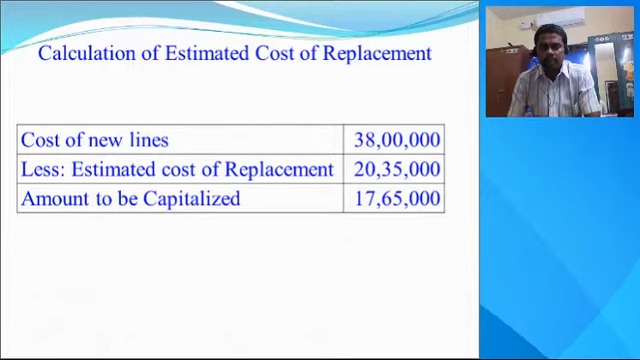 Calculation of Estimated Cost of Replacement
Cost of new lines 38,00,000
Less: Estimated cost of Replacement 20,35,000
Amount to be Capitalized 17,65,000